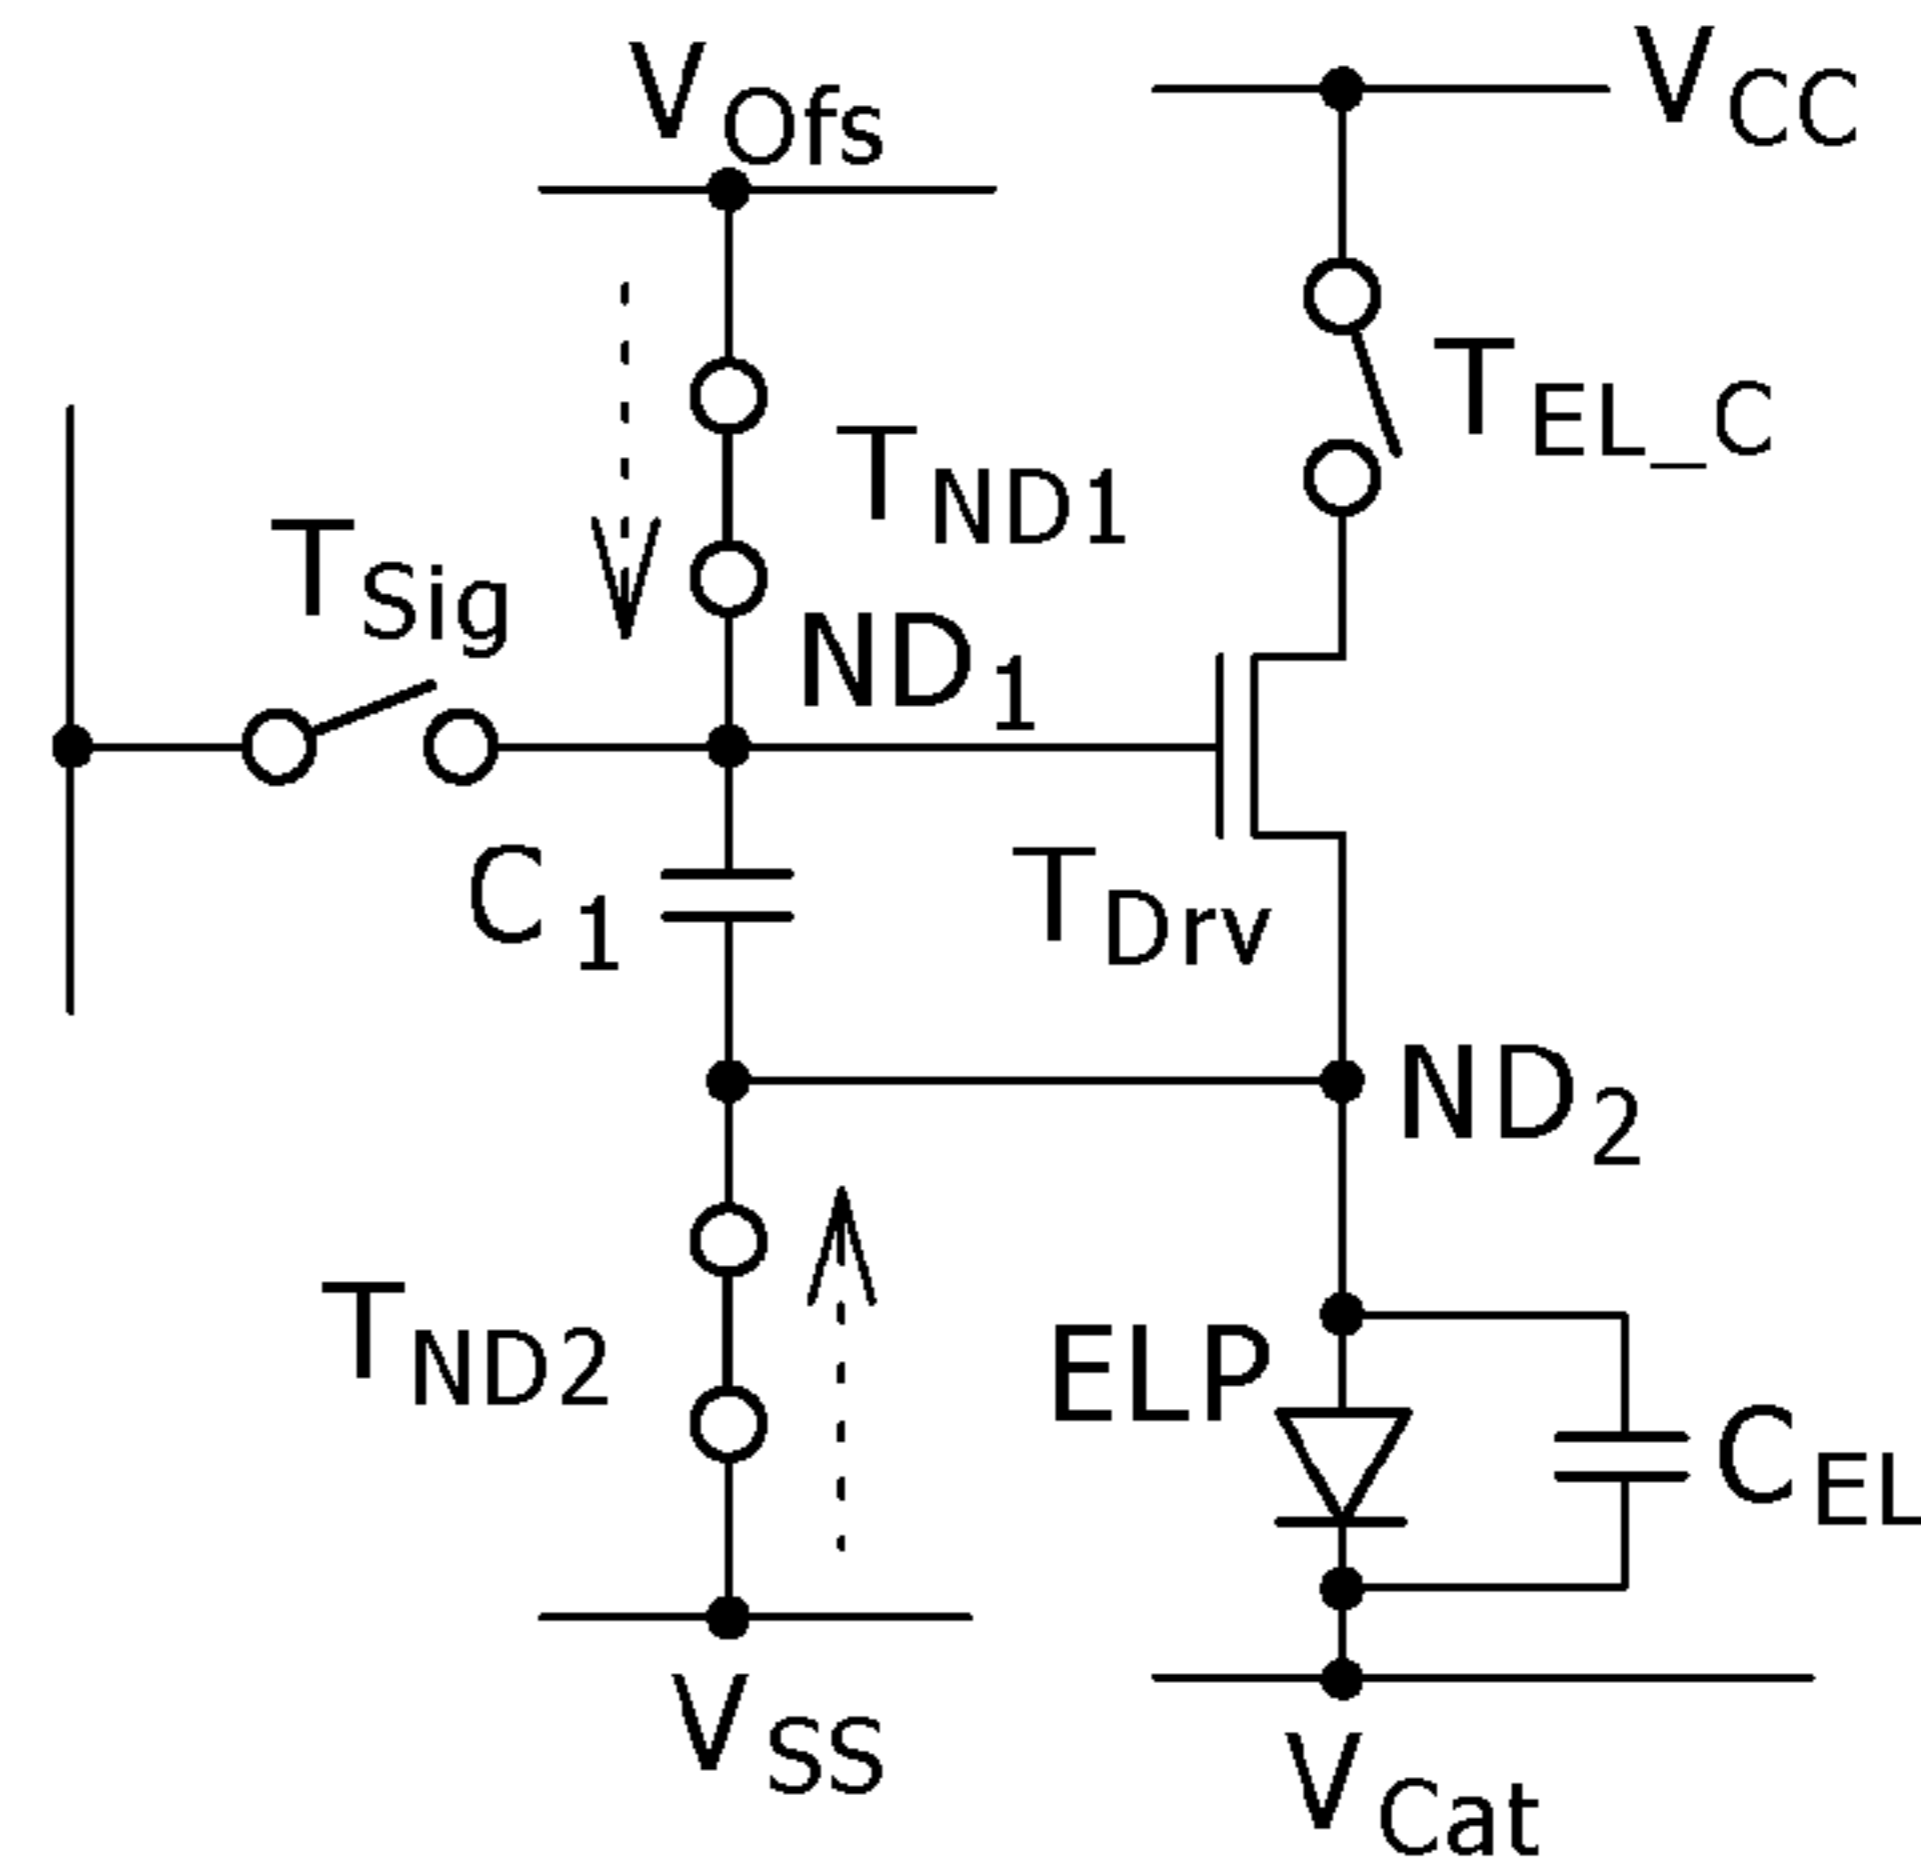 VOfs
VCC
TEL_C
TND1
TSig
ND1
C1
TDrv
ND2
TND2
ELP
CEL
VSS
VCat